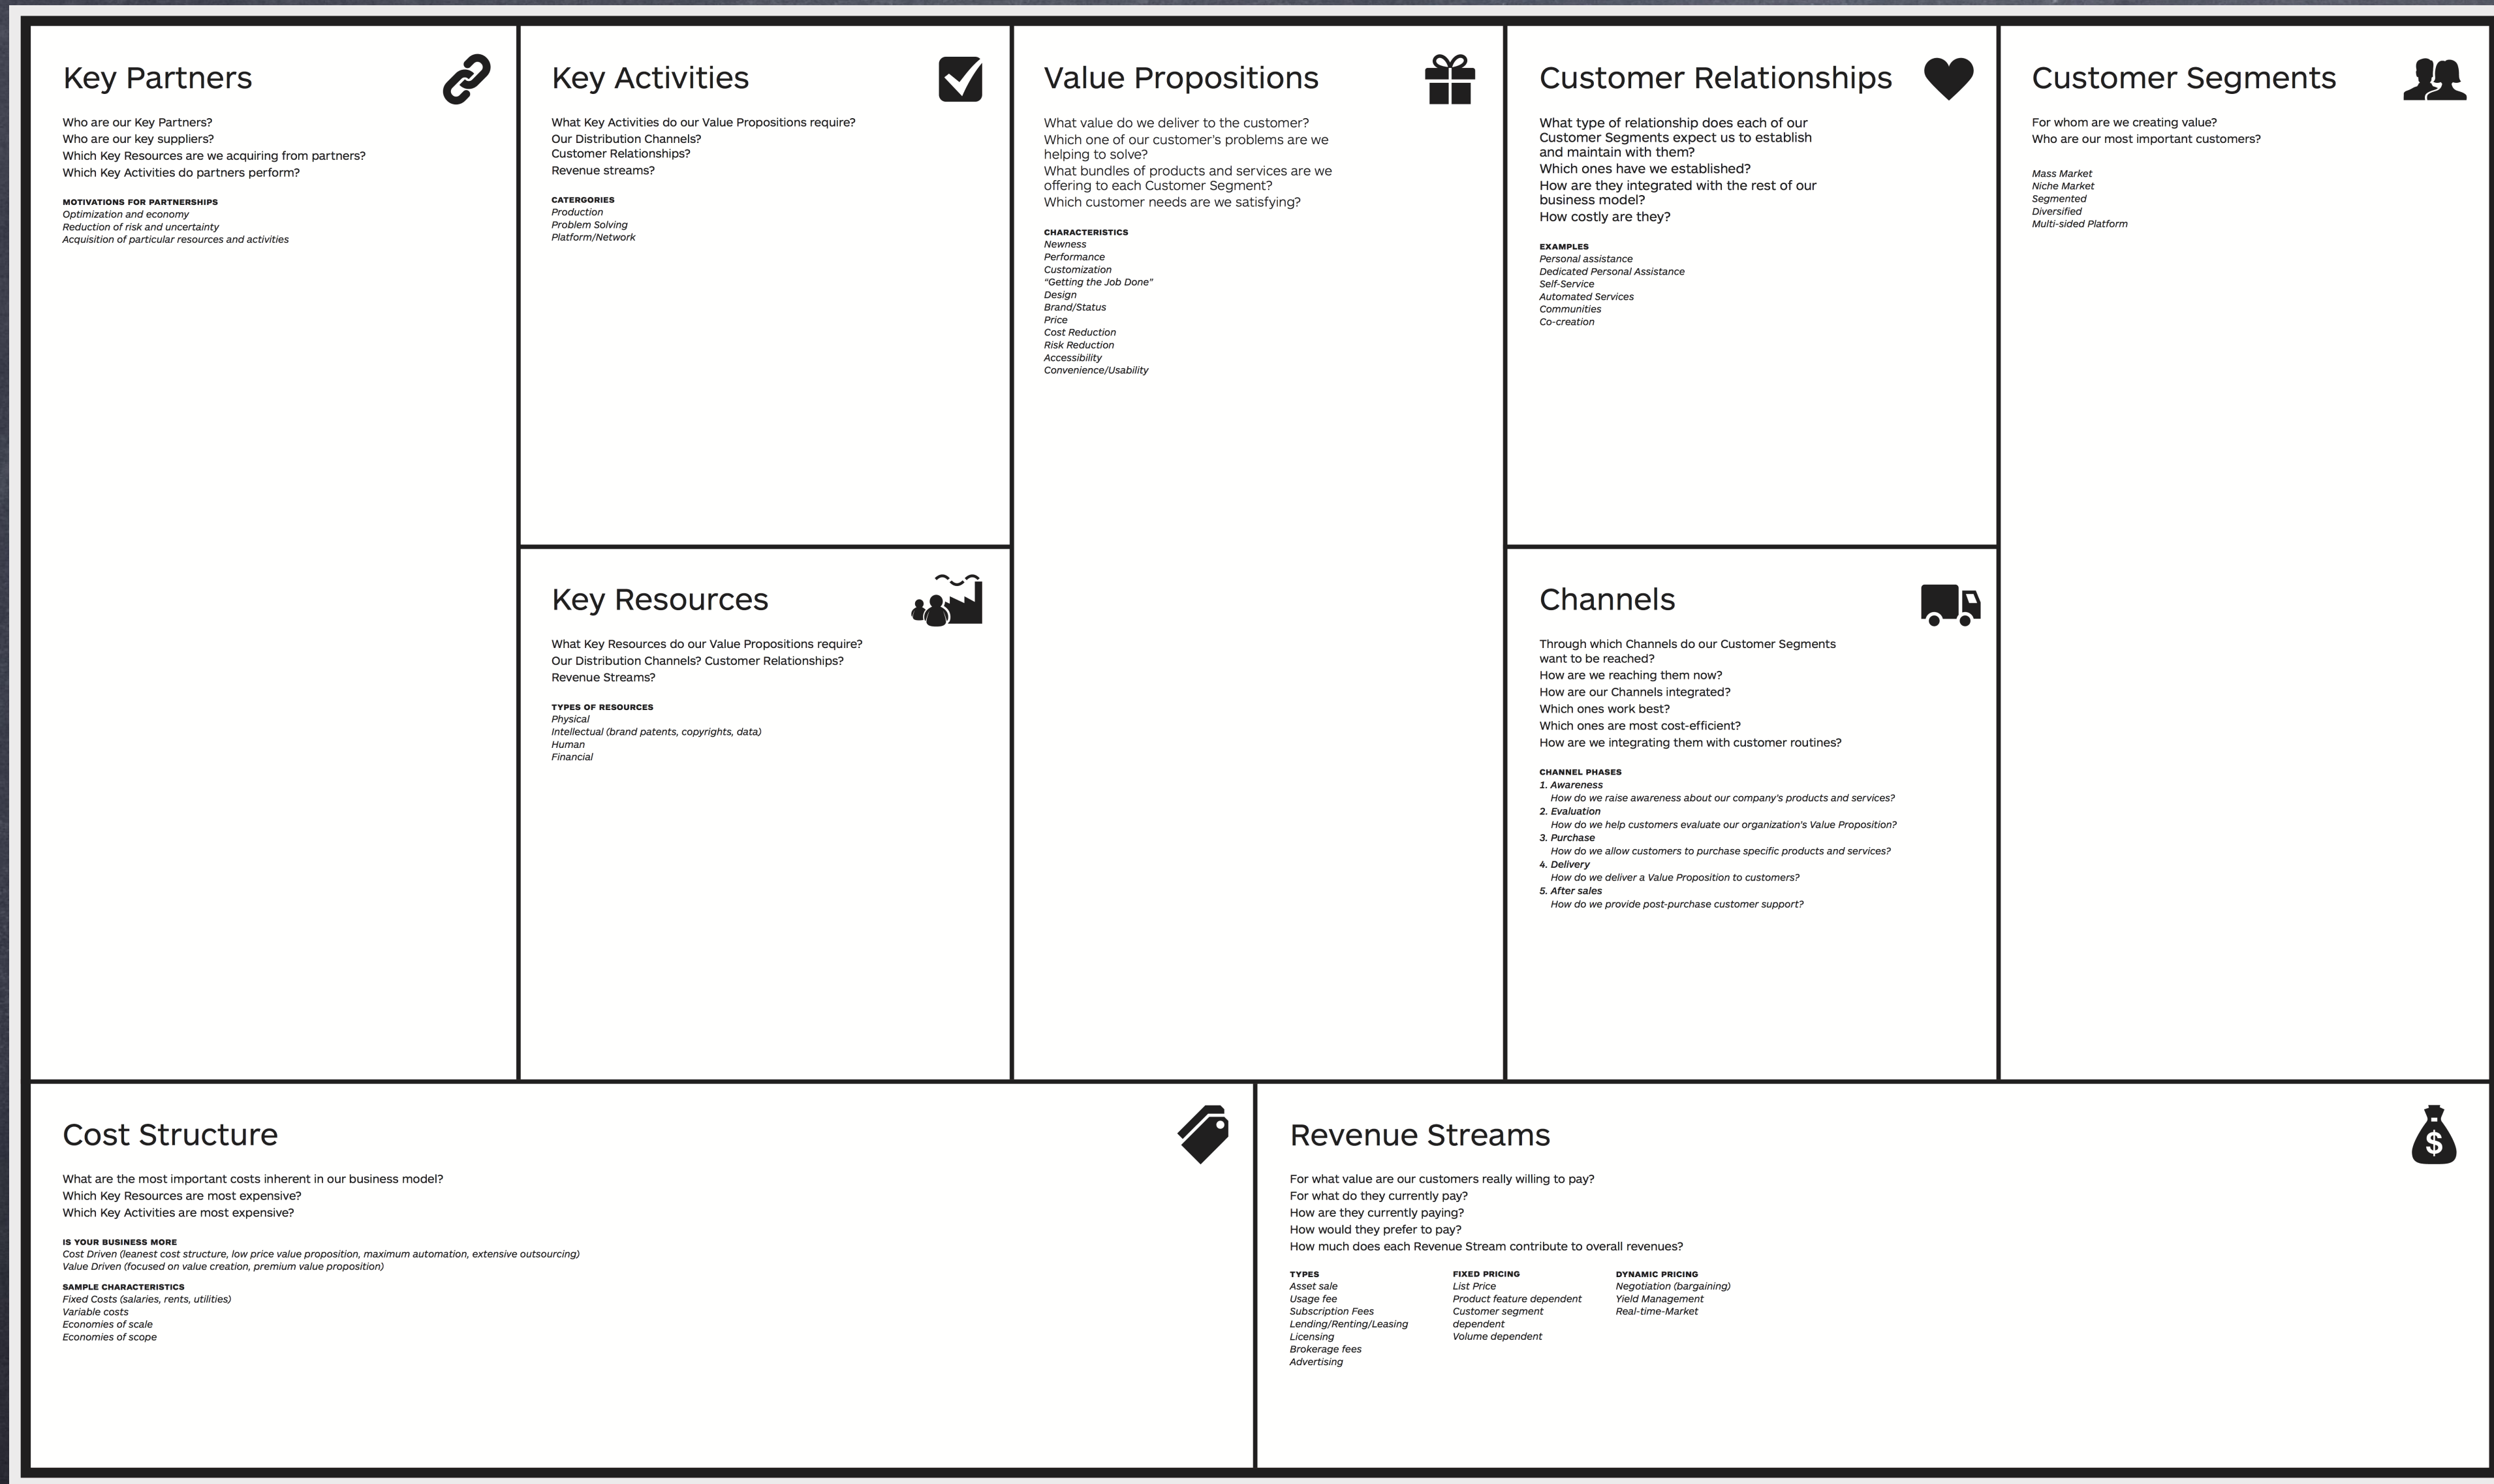 Key Partners
Who are our Key Partners?
Who are our key suppliers?
Which Key Resources are we acquiring from partners?
Which Key Activities do partners perform?
MOTIVATIONS FOR PARTNERSHIPS
Optimization and economy
Reduction of risk and uncertainty
Acquisition of particular resources and activities
Key Activities
What Key Activities do our Value Propositions require?
Our Distribution Channels?
Customer Relationships?
Revenue streams?
CATERGORIES
Production
Problem Solving
Platform/Network
Key Resources
What Key Resources do our Value Propositions require?
Our Distribution Channels? Customer Relationships?
Revenue Streams?
TYPES OF RESOURCES
Physical
Intellectual (brand patents, copyrights, data)
Human
Financial
Value Propositions
What value do we deliver to the customer?
Which one of our customer's problems are we
helping to solve?
What bundles of products and services are we
offering to each Customer Segment?
Which customer needs are we satisfying?
CHARACTERISTICS
Newness
Performance
Customization
“Getting the Job Done”
Design
Brand/Status
Price
Cost Reduction
Risk Reduction
Accessibility
Convenience/Usability
Customer Relationships
What type of relationship does each of our
Customer Segments expect us to establish
and maintain with them?
Which ones have we established?
How are they integrated with the rest of our
business model?
How costly are they?
EXAMPLES
Personal assistance
Dedicated Personal Assistance
Self-Service
Automated Services
Communities
Co-creation
Channels
Through which Channels do our Customer Segments
want to be reached?
How are we reaching them now?
How are our Channels integrated?
Which ones work best?
Which ones are most cost-efficient?
How are we integrating them with customer routines?
CHANNEL PHASES
1. Awareness
How do we raise awareness about our company's products and services?
2. Evaluation
How do we help customers evaluate our organization's Value Proposition?
3. Purchase
How do we allow customers to purchase specific products and services?
4. Delivery
How do we deliver a Value Proposition to customers?
5. After sales
How do we provide post-purchase customer support?
Customer Segments
For whom are we creating value?
Who are our most important customers?
Mass Market
Niche Market
Segmented
Diversified
Multi-sided Platform
Cost Structure
What are the most important costs inherent in our business model?
Which Key Resources are most expensive?
Which Key Activities are most expensive?
IS YOUR BUSINESS MORE
Cost Driven (leanest cost structure, low price value proposition, maximum automation, extensive outsourcing)
Value Driven (focused on value creation, premium value proposition)
SAMPLE CHARACTERISTICS
Fixed Costs (salaries, rents, utilities)
Variable costs
Economies of scale
Economies of scope
Revenue Streams
$
For what value are our customers really willing to pay?
For what do they currently pay?
How are they currently paying?
How would they prefer to pay?
How much does each Revenue Stream contribute to overall revenues?
TYPES
Asset sale
Usage fee
Subscription Fees
Lending/Renting/Leasing
Licensing
Brokerage fees
Advertising
FIXED PRICING
List Price
Product feature dependent
Customer segment
dependent
Volume dependent
DYNAMIC PRICING
Negotiation (bargaining)
Yield Management
Real-time-Market